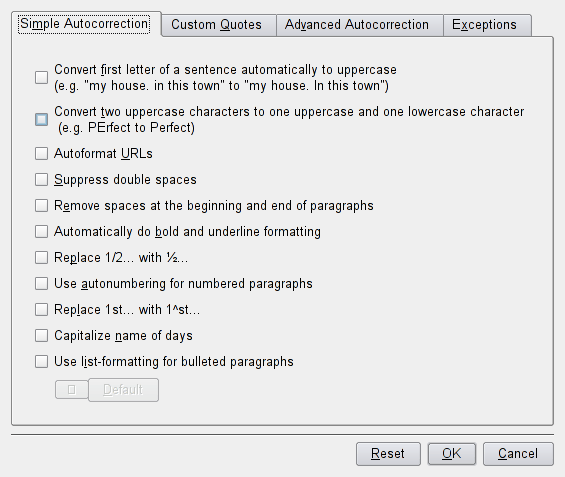 Simple Autocorrection Custom Quotes Advanced Autocorrection Exceptions
Convert first letter of a sentence automatically to uppercase
(e.g. "my house. in this town" to "my house. In this town")
Convert two uppercase characters to one uppercase and one lowercase character
(e.g. PErfect to Perfect)
Autoformat URLs
Suppress double spaces
Remove spaces at the beginning and end of paragraphs
Automatically do bold and underline formatting
Replace 1/2... with ½...
Use autonumbering for numbered paragraphs
Replace 1st... with 1^st...
Capitalize name of days
Use list-formatting for bulleted paragraphs
Default
Reset OK Cancel